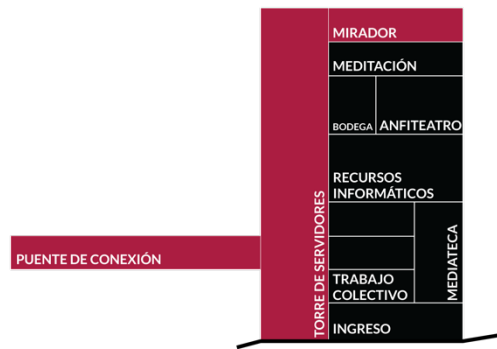 MIRADOR
MEDITACIÓN
BODEGA
ANFITEATRO
RECURSOS
INFORMÁTICOS
TORRE DE SERVIDORES
PUENTE DE CONEXIÓN
MEDIATECA
TRABAJO
COLECTIVO
INGRESO